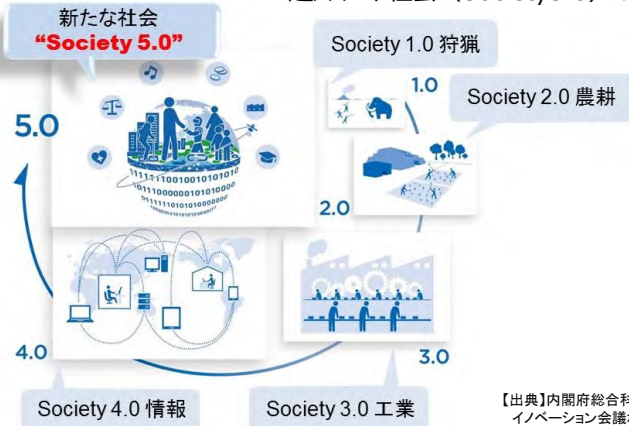 新たな社会
“Society 5.0”
Society 1.0 狩猟
1.0
Society 2.0 農耕
5.0
2.0
4.0
3.0
Society 4.0 情報
Society 3.0 工業
【出典】内閣府総合科
イノベーション会議